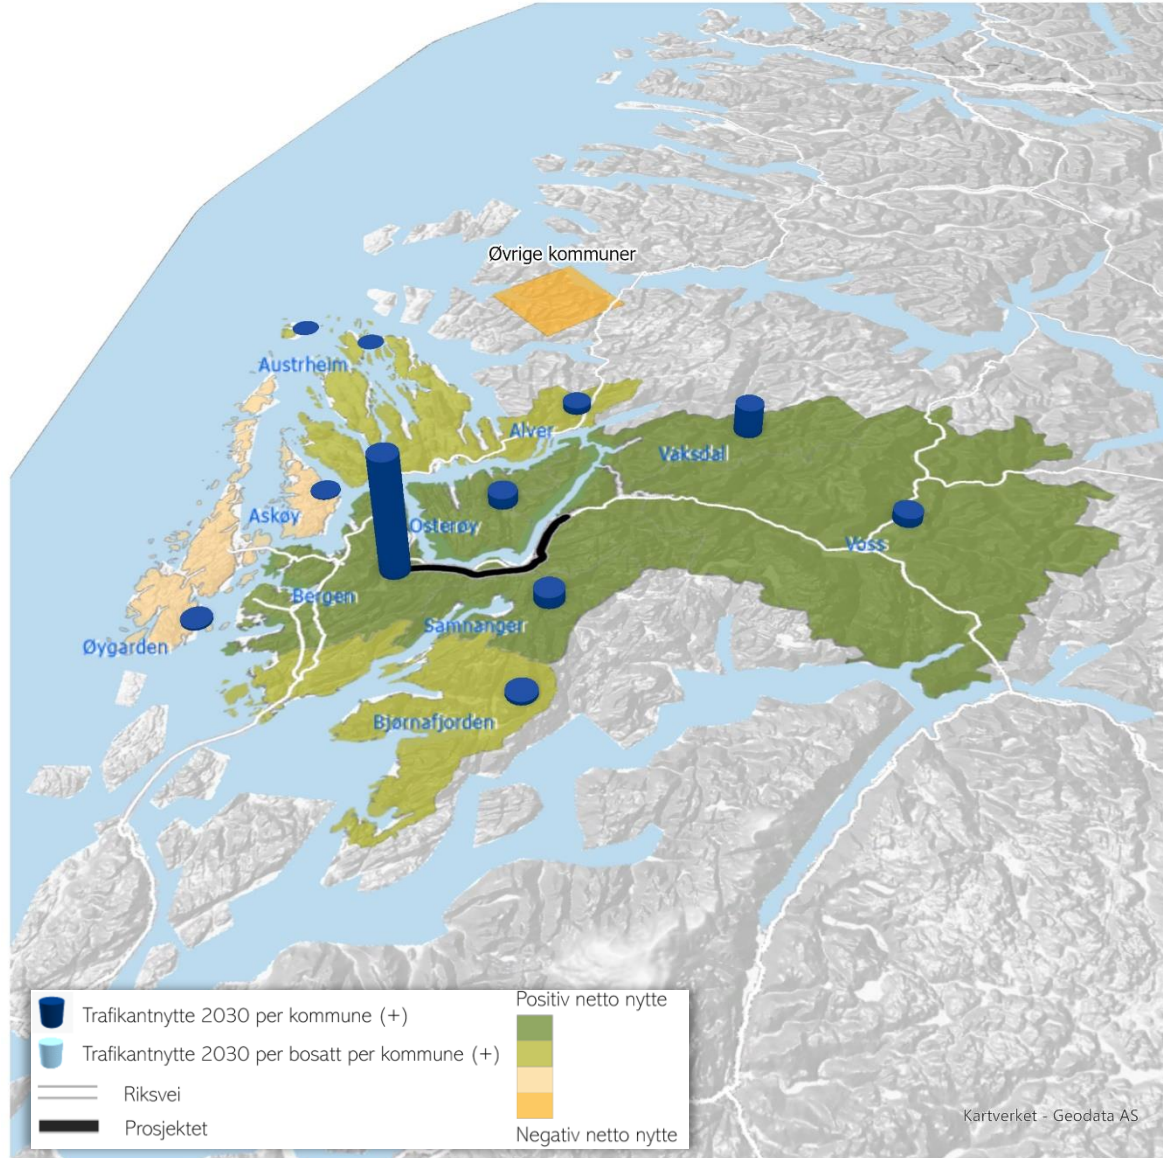 Øvrige kommuner
Austrheim
Alver
Vaksdal
Askøy
Osterøy
Voss
Bergen
Samnanger
Øygarden
Bjørnafjorden
Trafikantnytte 2030 per kommune (+)
Trafikantnytte 2030 per bosatt per kommune (+)
Riksvei
Prosjektet
Positiv netto nytte
Negativ netto nytte
Kartverket - Geodata AS